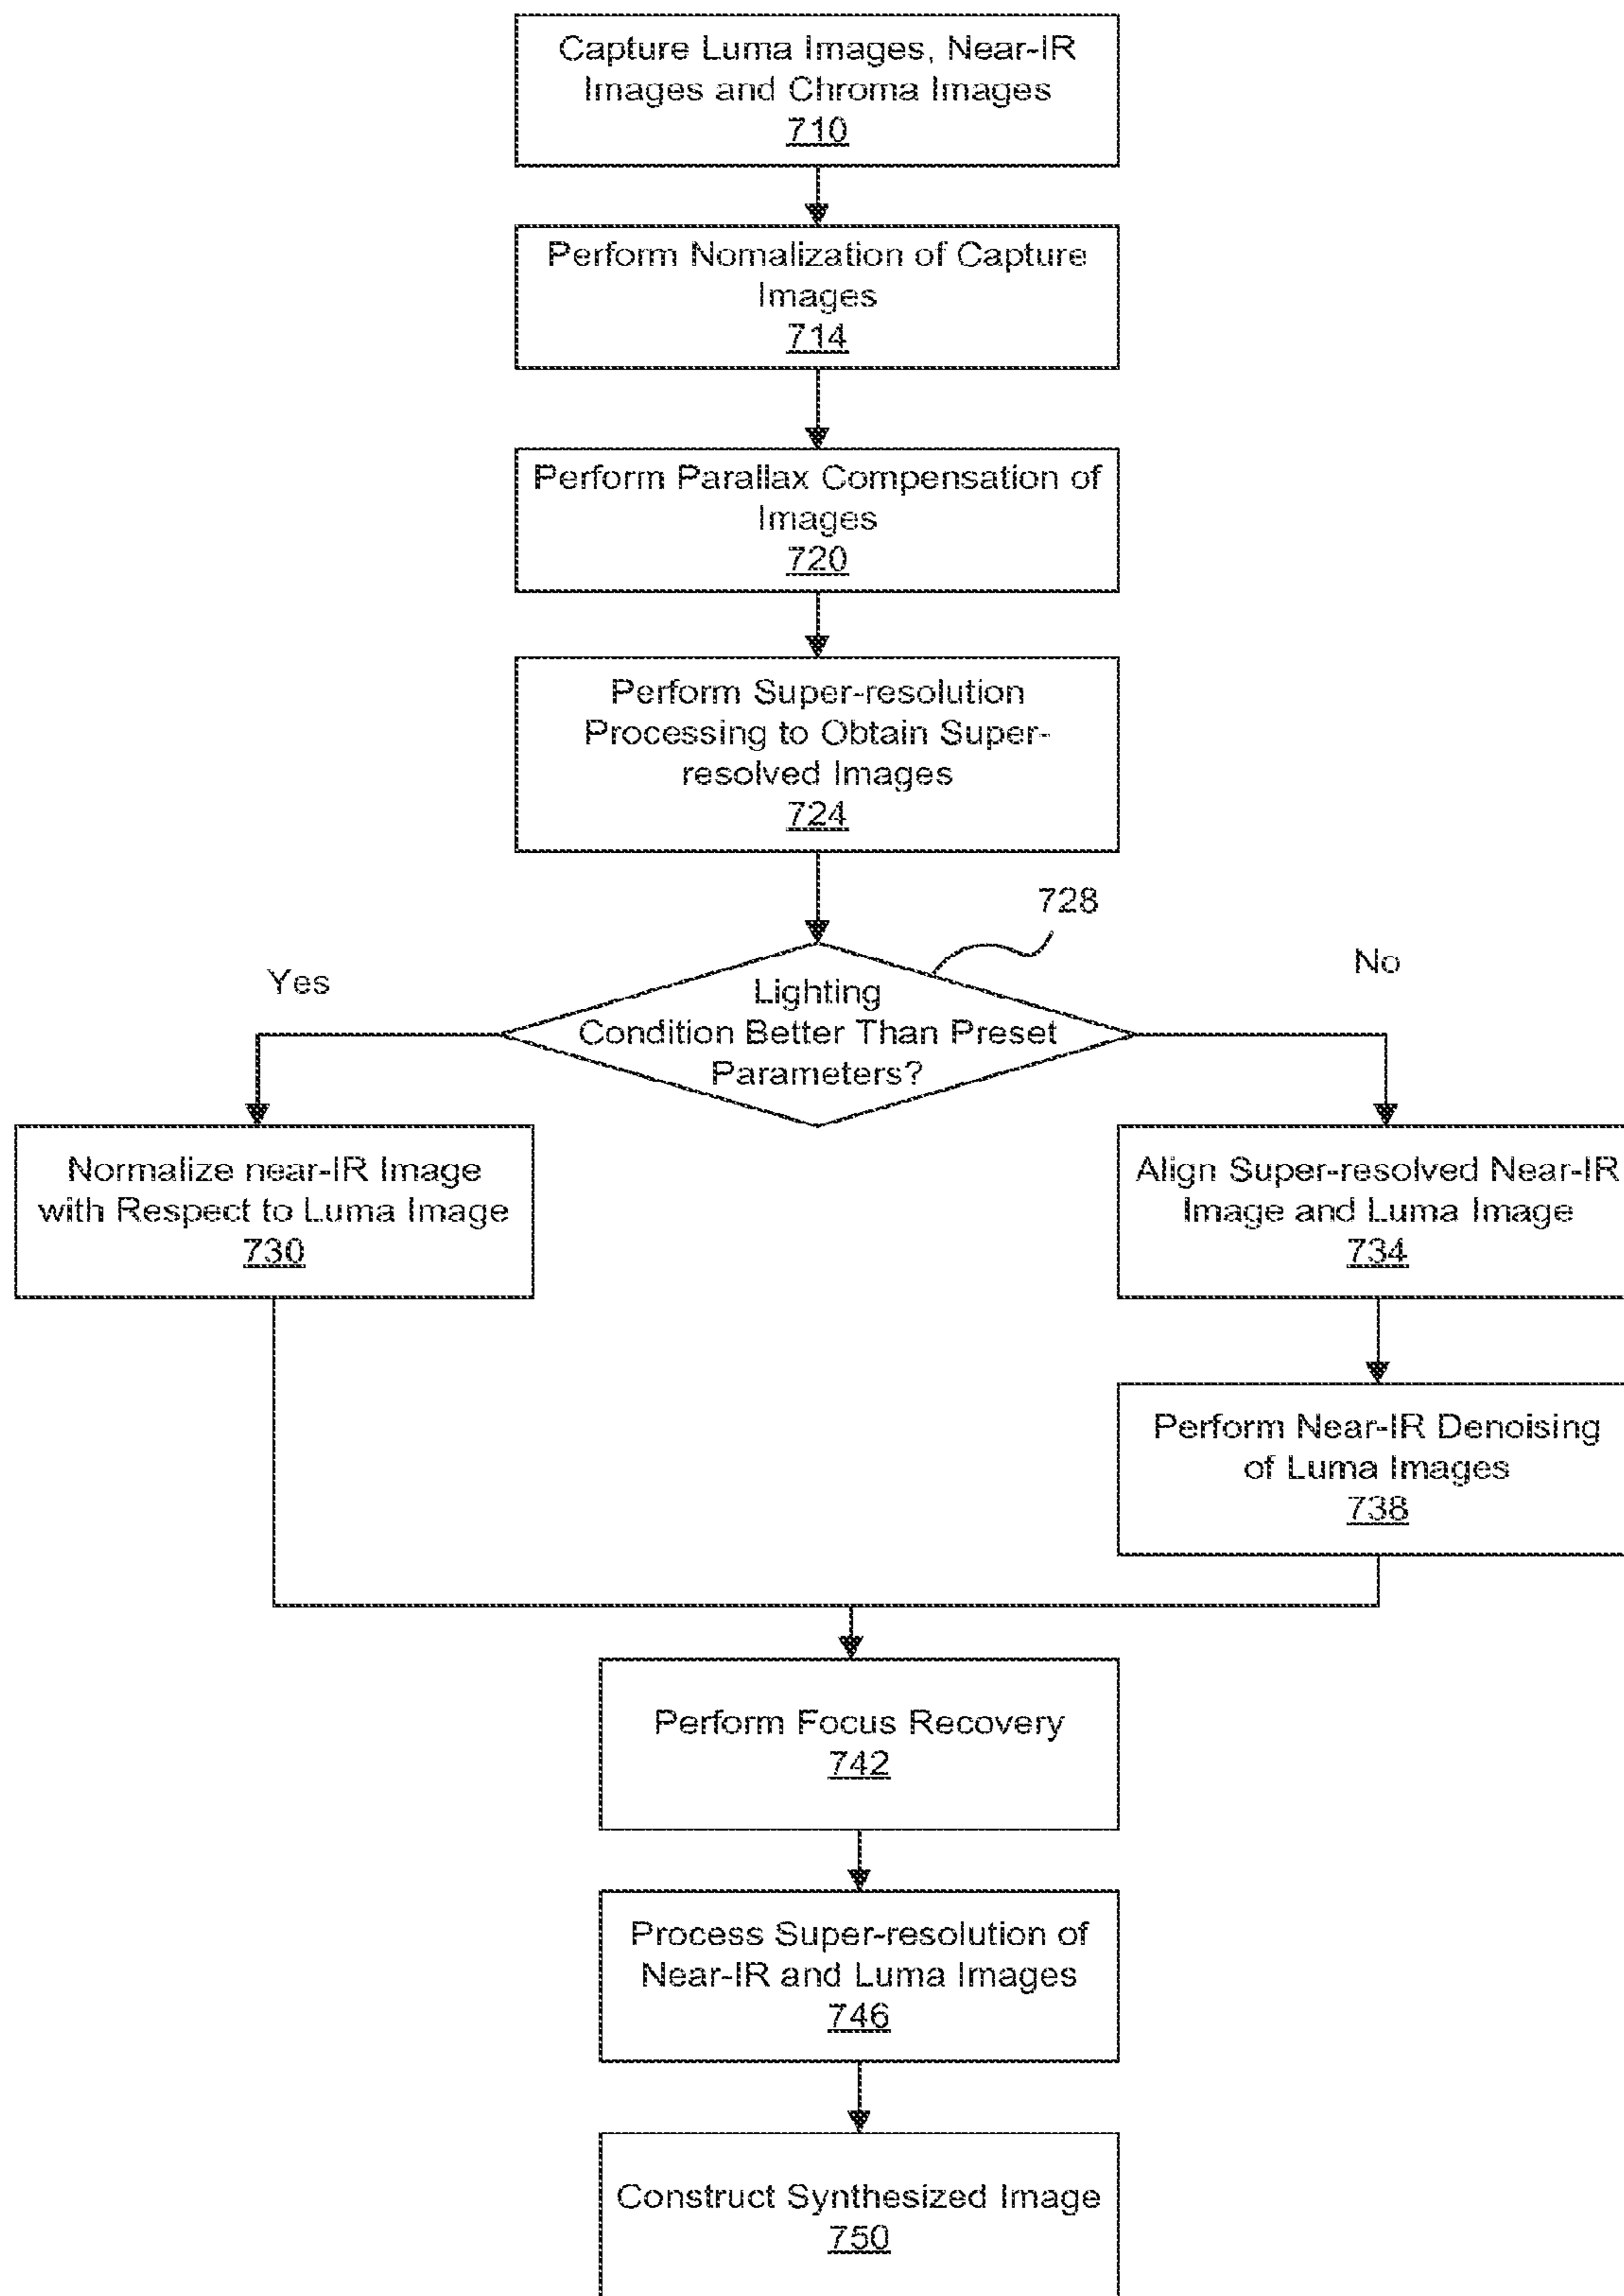 Capture Luma Images, Near-IR
Images and Chroma Images
710
Perform Nomalization of Capture
Images
714
Perform Parallax Compensation of
Images
720
Perform Super-resolution
Processing to Obtain Super-
resolved Images
724
728
Yes
No
Lighting
Condition Better Than Preset
Parameters?
Normalize near-IR Image
with Respect to Luma Image
730
Align Super-resolved Near-IR
Image and Luma Image
734
Perform Near-IR Denoising
of Luma Images
738
Perform Focus Recovery
742
Process Super-resolution of
Near-IR and Luma Images
746
Construct Synthesized Image
750